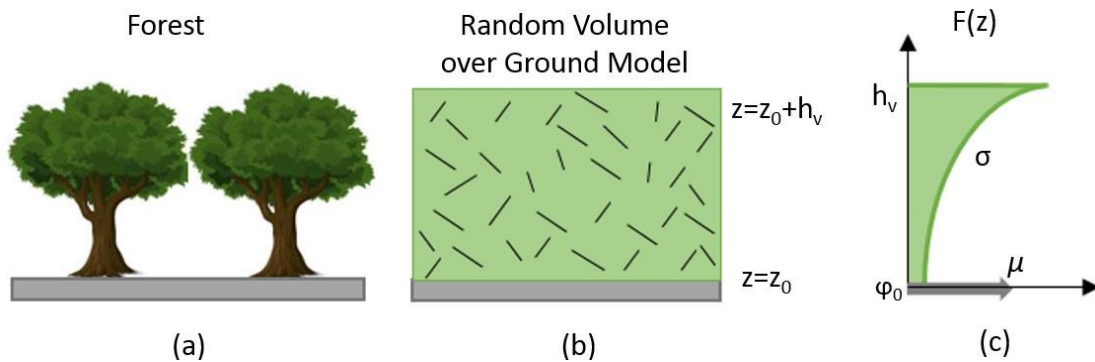 Forest
Random Volume
over Ground Model
z=z₀+hᵥ
z=z₀
F(z)
hᵥ
σ
μ
φ₀
(a)
(b)
(c)